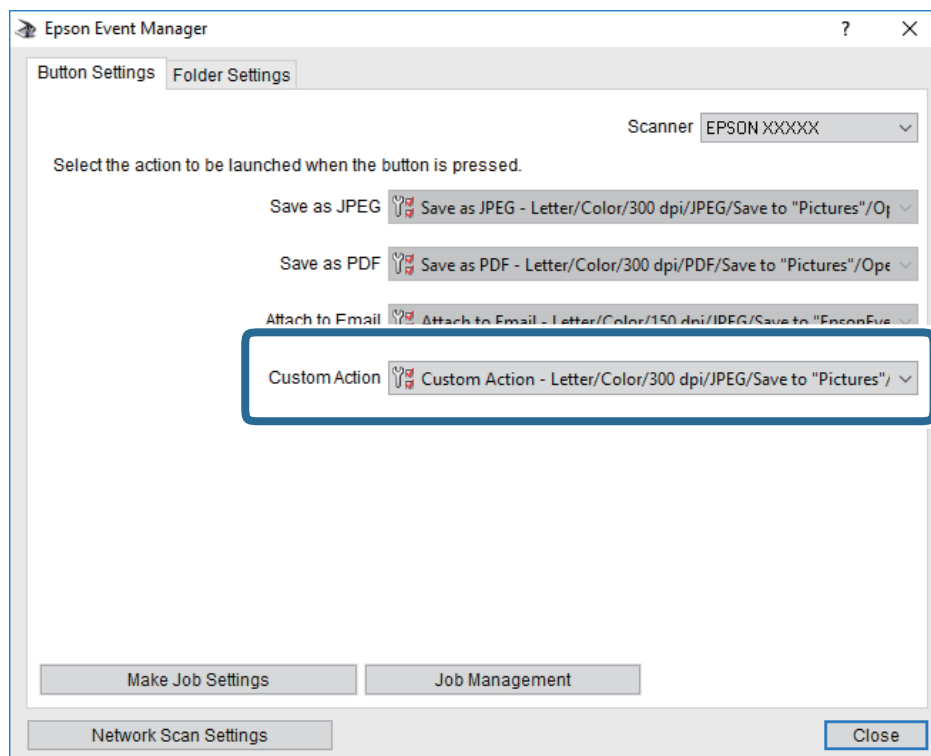 Epson Event Manager
Button Settings
Folder Settings
Scanner EPSON XXXXX
Select the action to be launched when the button is pressed.
Save as JPEG Save as JPEG - Letter/Color/300 dpi/JPEG/Save to "Pictures"/Op
Save as PDF Save as PDF - Letter/Color/300 dpi/PDF/Save to "Pictures"/Ope
Attach to Email Attach to Email - Letter/Color/150 dpi/JPEG/Save to "EpsonEve
Custom Action Custom Action - Letter/Color/300 dpi/JPEG/Save to "Pictures"/
Make Job Settings
Job Management
Network Scan Settings
Close